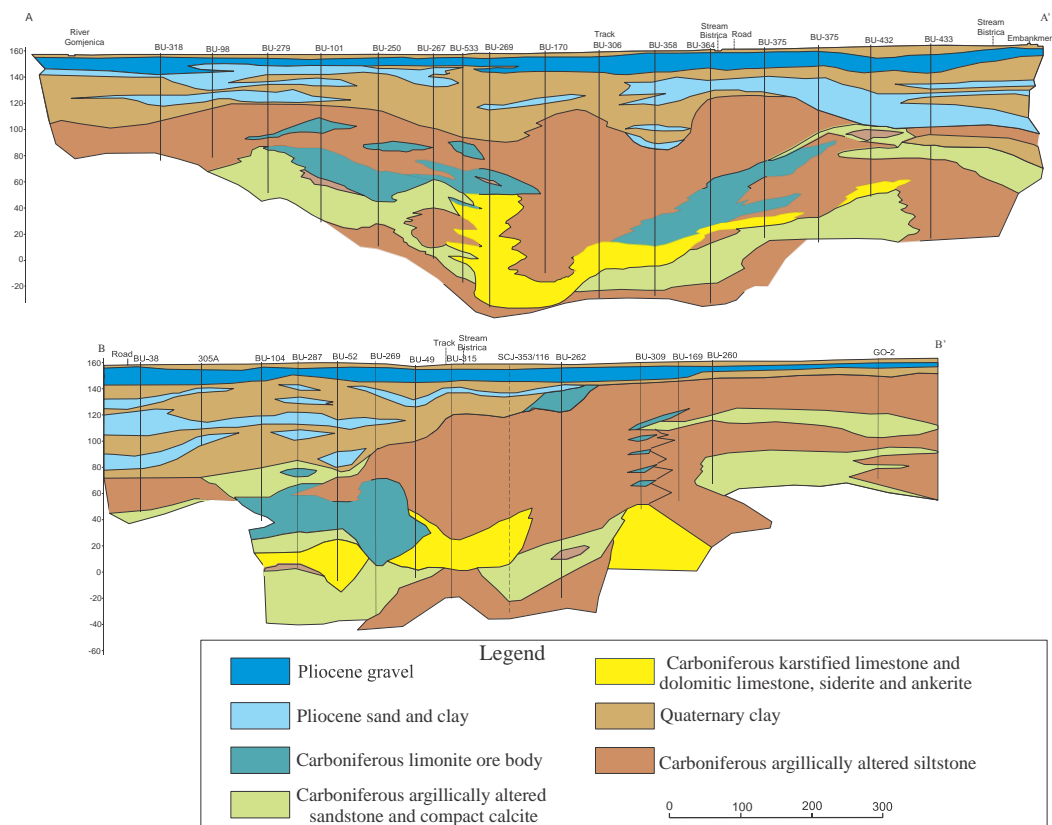 A A'
River Gomjenica
BU-318 BU-98 BU-279 BU-101 BU-250 BU-267 BU-533 BU-269 BU-170 Track BU-306 BU-358 BU-364 Stream Bistrica Road BU-375 BU-375 BU-432 BU-433 Stream Bistrica Embankmer
160
140
120
100
80
60
40
20
0
-20
B B'
Road BU-38 305A BU-104 BU-287 BU-52 BU-269 BU-49 Track BU-315 Stream Bistrica SCJ-353/116 BU-262 BU-309 BU-169 BU-260 GO-2
160
140
120
100
80
60
40
20
0
-20
-40
-60
Legend
Pliocene gravel
Pliocene sand and clay
Carboniferous limonite ore body
Carboniferous argillically altered
sandstone and compact calcite
Carboniferous karstified limestone and
dolomitic limestone, siderite and ankerite
Quaternary clay
Carboniferous argillically altered siltstone
0 100 200 300